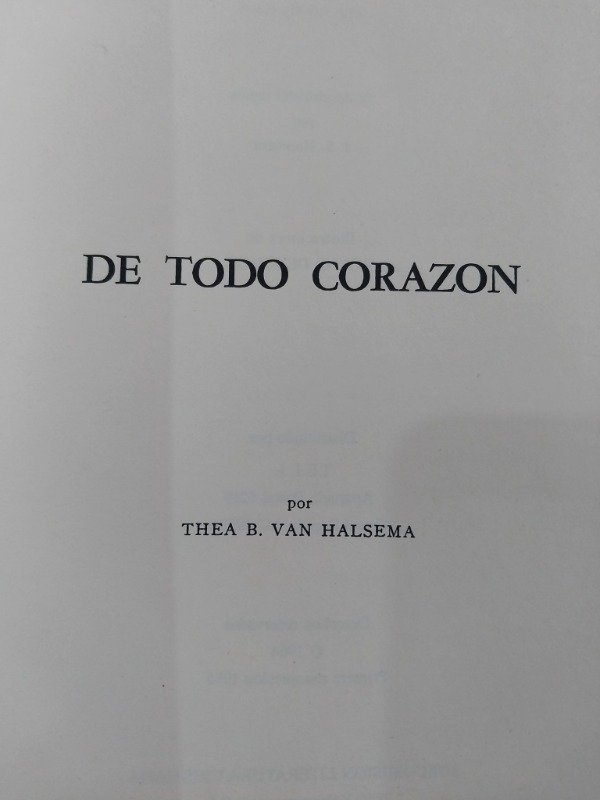 DE TODO CORAZON
por
THEA B. VAN HALSEMA